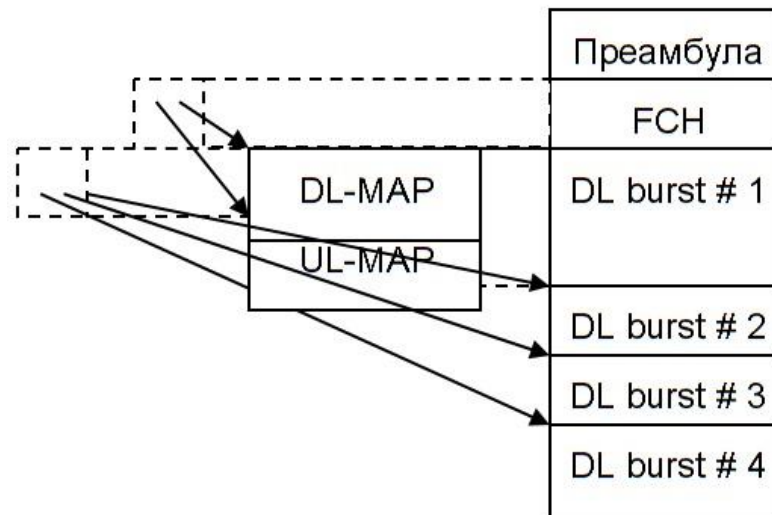 Преамбула
FCH
DL-MAP
DL burst # 1
UL-MAP
DL burst # 2
DL burst # 3
DL burst # 4